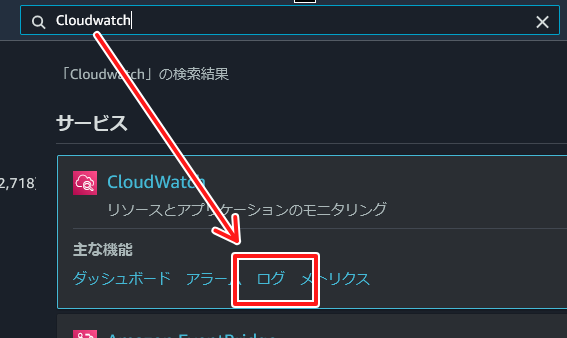 Cloudwatch
「Cloudwatch」の検索結果
サービス
2,718)
CloudWatch
リソースとアプリケーションのモニタリング
主な機能
ダッシュボード アラーム ログ メトリクス
Amazon EventBridge